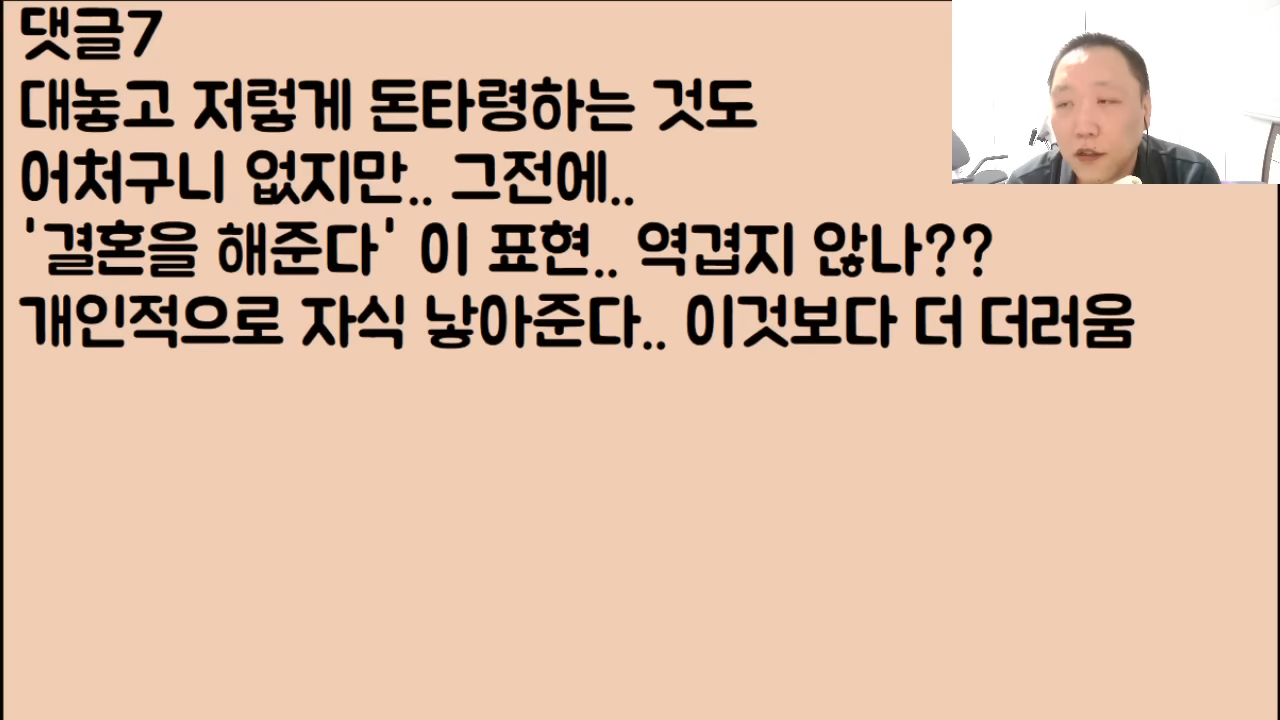 댓글7
대놓고 저렇게 돈타령하는 것도
어처구니 없지만.. 그전에..
'결혼을 해준다' 이 표현.. 역겹지 않나??
개인적으로 자식 낳아준다.. 이것보다 더 더러움